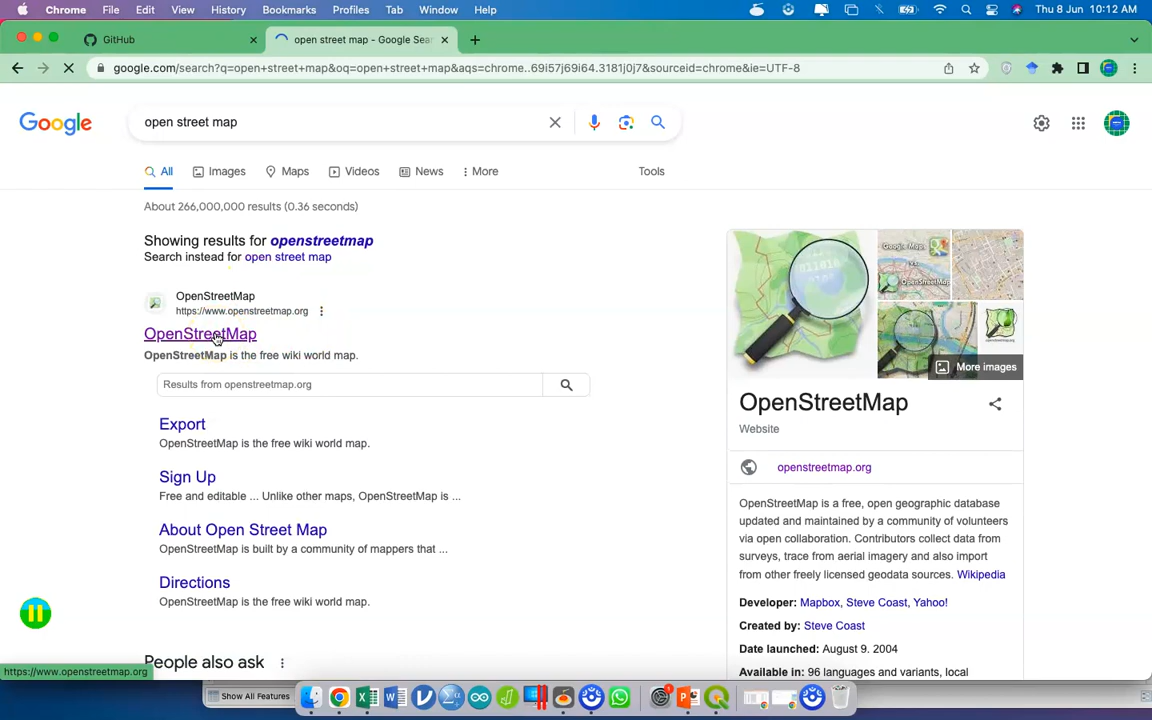 Chrome File Edit View History Bookmarks Profiles Tab Window Help Thu 8 Jun 10:12 AM
GitHub
open street map - Google Sea
google.com/search?q=open+street+map&oq=open+street+map&aqs=chrome..69i57j69i64.3181j0j7&sourceid=chrome&ie=UTF-8
Google
open street map
All Images Maps Videos News More Tools
About 266,000,000 results (0.36 seconds)
Showing results for openstreetmap
Search instead for open street map
OpenStreetMap
https://www.openstreetmap.org
OpenStreetMap
OpenStreetMap is the free wiki world map.
Results from openstreetmap.org
Export
OpenStreetMap is the free wiki world map.
Sign Up
Free and editable ... Unlike other maps, OpenStreetMap is ...
About Open Street Map
OpenStreetMap is built by a community of mappers that ...
Directions
OpenStreetMap is the free wiki world map.
People also ask
Google Maps
OpenStreetMap
More images
OpenStreetMap
Website
openstreetmap.org
OpenStreetMap is a free, open geographic database
updated and maintained by a community of volunteers
via open collaboration. Contributors collect data from
surveys, trace from aerial imagery and also import
from other freely licensed geodata sources. Wikipedia
Developer: Mapbox, Steve Coast, Yahoo!
Created by: Steve Coast
Date launched: August 9, 2004
Available in: 96 languages and variants, local
https://www.openstreetmap.org
Show All Features